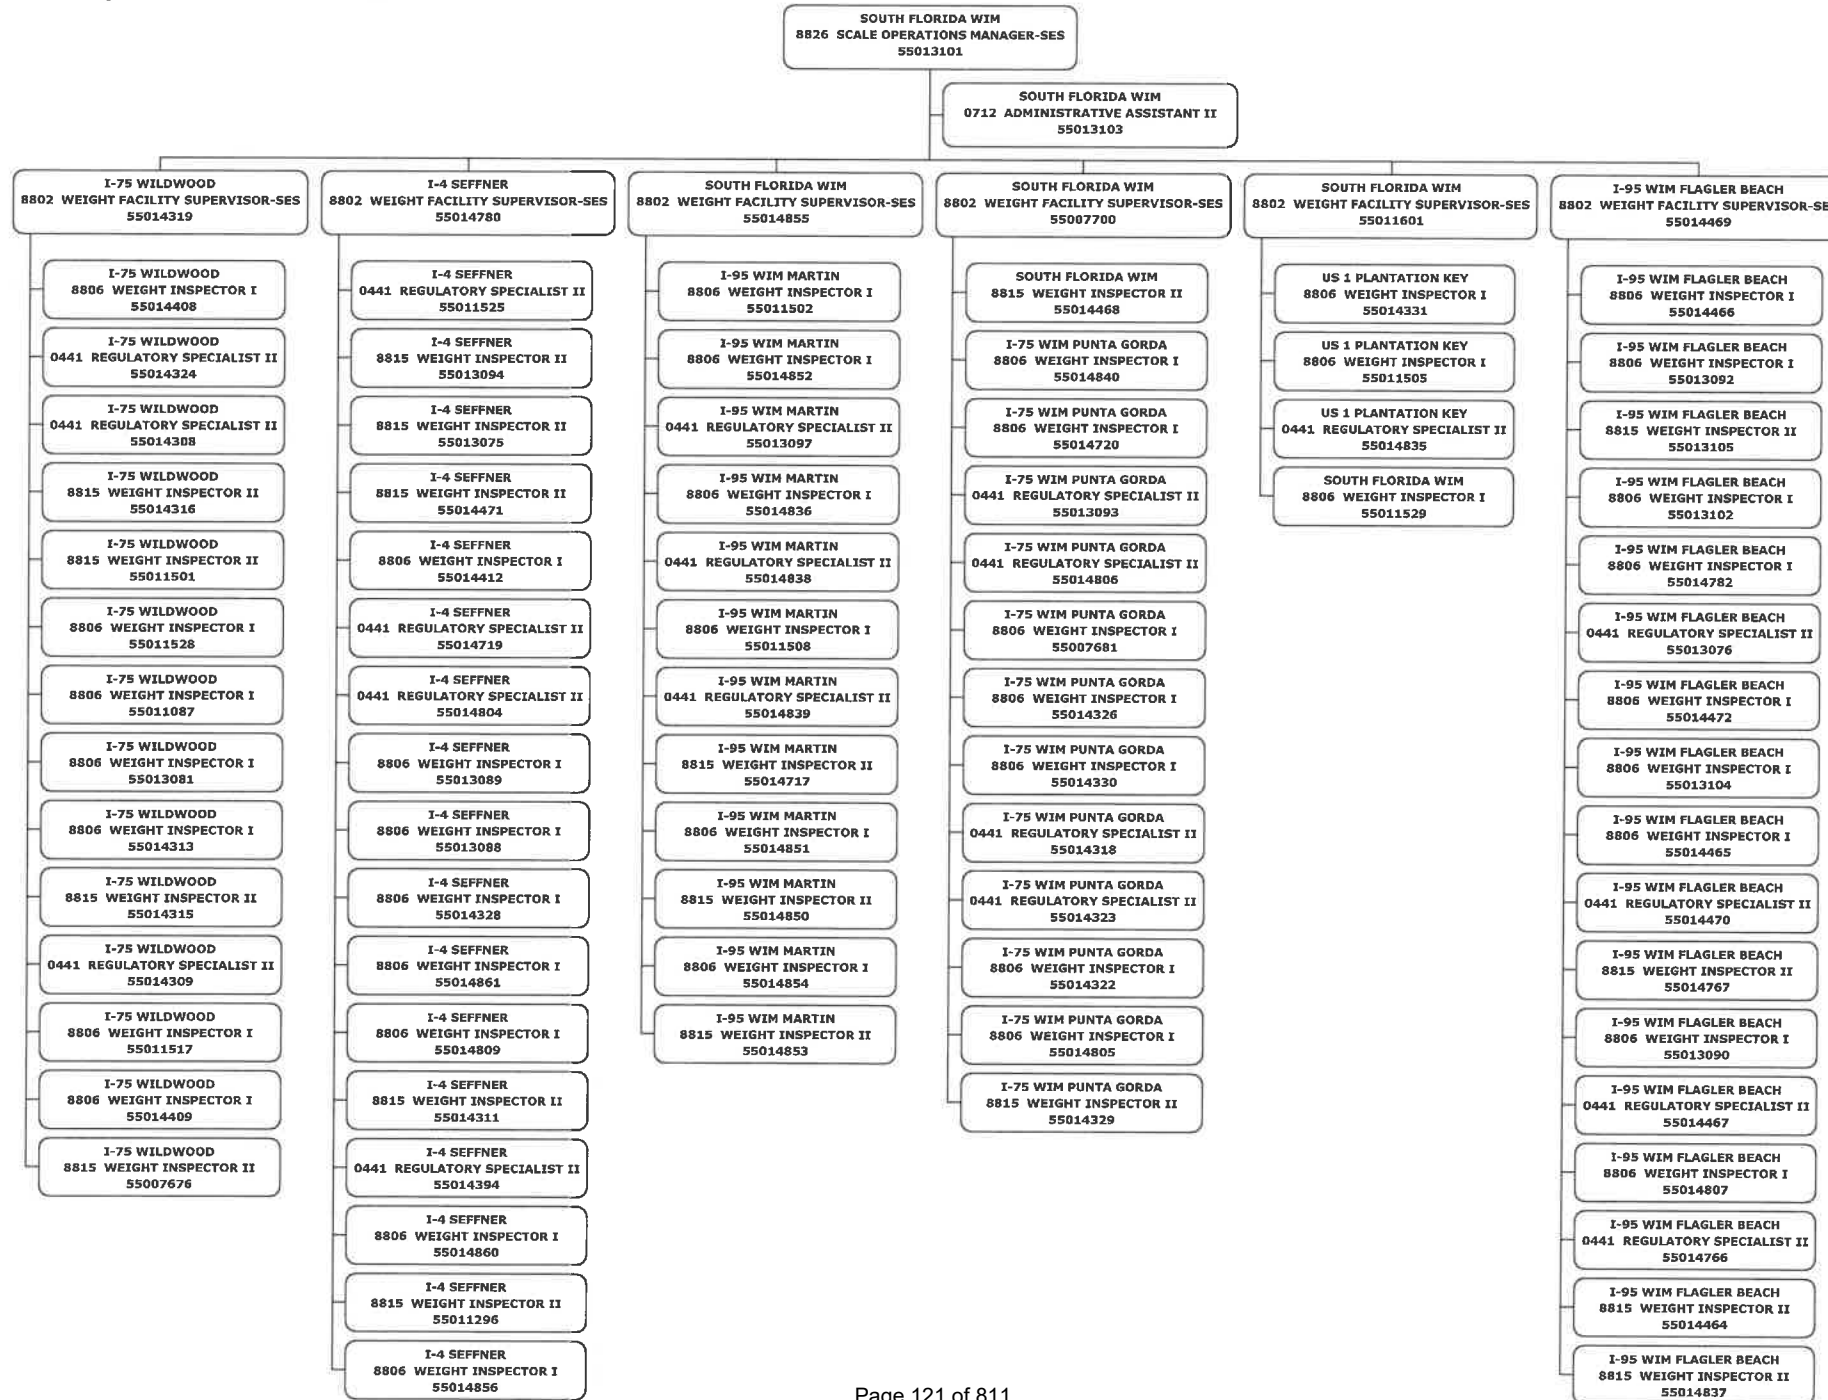 SOUTH FLORIDA WIM
8826 SCALE OPERATIONS MANAGER-SES
55013101
SOUTH FLORIDA WIM
0712 ADMINISTRATIVE ASSISTANT II
55013103
I-75 WILDWOOD
8802 WEIGHT FACILITY SUPERVISOR-SES
55014319
I-75 WILDWOOD
8806 WEIGHT INSPECTOR I
55014408
I-75 WILDWOOD
0441 REGULATORY SPECIALIST II
55014324
I-75 WILDWOOD
0441 REGULATORY SPECIALIST II
55014308
I-75 WILDWOOD
8815 WEIGHT INSPECTOR II
55014316
I-75 WILDWOOD
8815 WEIGHT INSPECTOR II
55011501
I-75 WILDWOOD
8806 WEIGHT INSPECTOR I
55011528
I-75 WILDWOOD
8806 WEIGHT INSPECTOR I
55011087
I-75 WILDWOOD
8806 WEIGHT INSPECTOR I
55013081
I-75 WILDWOOD
8806 WEIGHT INSPECTOR I
55014313
I-75 WILDWOOD
8815 WEIGHT INSPECTOR II
55014315
I-75 WILDWOOD
0441 REGULATORY SPECIALIST II
55014309
I-75 WILDWOOD
8806 WEIGHT INSPECTOR I
55011517
I-75 WILDWOOD
8806 WEIGHT INSPECTOR I
55014409
I-75 WILDWOOD
8815 WEIGHT INSPECTOR II
55007676
I-4 SEFFNER
8802 WEIGHT FACILITY SUPERVISOR-SES
55014780
I-4 SEFFNER
0441 REGULATORY SPECIALIST II
55011525
I-4 SEFFNER
8815 WEIGHT INSPECTOR II
55013094
I-4 SEFFNER
8815 WEIGHT INSPECTOR II
55013075
I-4 SEFFNER
8815 WEIGHT INSPECTOR II
55014471
I-4 SEFFNER
8806 WEIGHT INSPECTOR I
55014412
I-4 SEFFNER
0441 REGULATORY SPECIALIST II
55014719
I-4 SEFFNER
0441 REGULATORY SPECIALIST II
55014804
I-4 SEFFNER
8806 WEIGHT INSPECTOR I
55013089
I-4 SEFFNER
8806 WEIGHT INSPECTOR I
55013088
I-4 SEFFNER
8806 WEIGHT INSPECTOR I
55014328
I-4 SEFFNER
8806 WEIGHT INSPECTOR I
55014861
I-4 SEFFNER
8806 WEIGHT INSPECTOR I
55014809
I-4 SEFFNER
8815 WEIGHT INSPECTOR II
55014311
I-4 SEFFNER
0441 REGULATORY SPECIALIST II
55014394
I-4 SEFFNER
8806 WEIGHT INSPECTOR I
55014860
I-4 SEFFNER
8815 WEIGHT INSPECTOR II
55011296
I-4 SEFFNER
8806 WEIGHT INSPECTOR I
55014856
SOUTH FLORIDA WIM
8802 WEIGHT FACILITY SUPERVISOR-SES
55014855
I-95 WIM MARTIN
8806 WEIGHT INSPECTOR I
55011502
I-95 WIM MARTIN
8806 WEIGHT INSPECTOR I
55014852
I-95 WIM MARTIN
0441 REGULATORY SPECIALIST II
55013097
I-95 WIM MARTIN
8806 WEIGHT INSPECTOR I
55014836
I-95 WIM MARTIN
0441 REGULATORY SPECIALIST II
55014838
I-95 WIM MARTIN
8806 WEIGHT INSPECTOR I
55011508
I-95 WIM MARTIN
0441 REGULATORY SPECIALIST II
55014839
I-95 WIM MARTIN
8815 WEIGHT INSPECTOR II
55014717
I-95 WIM MARTIN
8806 WEIGHT INSPECTOR I
55014851
I-95 WIM MARTIN
8815 WEIGHT INSPECTOR II
55014850
I-95 WIM MARTIN
8806 WEIGHT INSPECTOR I
55014854
I-95 WIM MARTIN
8815 WEIGHT INSPECTOR II
55014853
SOUTH FLORIDA WIM
8802 WEIGHT FACILITY SUPERVISOR-SES
55007700
SOUTH FLORIDA WIM
8815 WEIGHT INSPECTOR II
55014468
I-75 WIM PUNTA GORDA
8806 WEIGHT INSPECTOR I
55014840
I-75 WIM PUNTA GORDA
8806 WEIGHT INSPECTOR I
55014720
I-75 WIM PUNTA GORDA
0441 REGULATORY SPECIALIST II
55013093
I-75 WIM PUNTA GORDA
0441 REGULATORY SPECIALIST II
55014806
I-75 WIM PUNTA GORDA
8806 WEIGHT INSPECTOR I
55007681
I-75 WIM PUNTA GORDA
8806 WEIGHT INSPECTOR I
55014326
I-75 WIM PUNTA GORDA
8806 WEIGHT INSPECTOR I
55014330
I-75 WIM PUNTA GORDA
0441 REGULATORY SPECIALIST II
55014318
I-75 WIM PUNTA GORDA
0441 REGULATORY SPECIALIST II
55014323
I-75 WIM PUNTA GORDA
8806 WEIGHT INSPECTOR I
55014322
I-75 WIM PUNTA GORDA
8806 WEIGHT INSPECTOR I
55014805
I-75 WIM PUNTA GORDA
8815 WEIGHT INSPECTOR II
55014329
SOUTH FLORIDA WIM
8802 WEIGHT FACILITY SUPERVISOR-SES
55011601
US 1 PLANTATION KEY
8806 WEIGHT INSPECTOR I
55014331
US 1 PLANTATION KEY
8806 WEIGHT INSPECTOR I
55011505
US 1 PLANTATION KEY
0441 REGULATORY SPECIALIST II
55014835
SOUTH FLORIDA WIM
8806 WEIGHT INSPECTOR I
55011529
I-95 WIM FLAGLER BEACH
8802 WEIGHT FACILITY SUPERVISOR-SE
55014469
I-95 WIM FLAGLER BEACH
8806 WEIGHT INSPECTOR I
55014466
I-95 WIM FLAGLER BEACH
8806 WEIGHT INSPECTOR I
55013092
I-95 WIM FLAGLER BEACH
8815 WEIGHT INSPECTOR II
55013105
I-95 WIM FLAGLER BEACH
8806 WEIGHT INSPECTOR I
55013102
I-95 WIM FLAGLER BEACH
8806 WEIGHT INSPECTOR I
55014782
I-95 WIM FLAGLER BEACH
0441 REGULATORY SPECIALIST II
55013076
I-95 WIM FLAGLER BEACH
8806 WEIGHT INSPECTOR I
55014472
I-95 WIM FLAGLER BEACH
8806 WEIGHT INSPECTOR I
55013104
I-95 WIM FLAGLER BEACH
8806 WEIGHT INSPECTOR I
55014465
I-95 WIM FLAGLER BEACH
0441 REGULATORY SPECIALIST II
55014470
I-95 WIM FLAGLER BEACH
8815 WEIGHT INSPECTOR II
55014767
I-95 WIM FLAGLER BEACH
8806 WEIGHT INSPECTOR I
55013090
I-95 WIM FLAGLER BEACH
0441 REGULATORY SPECIALIST II
55014467
I-95 WIM FLAGLER BEACH
8806 WEIGHT INSPECTOR I
55014807
I-95 WIM FLAGLER BEACH
0441 REGULATORY SPECIALIST II
55014766
I-95 WIM FLAGLER BEACH
8815 WEIGHT INSPECTOR II
55014464
I-95 WIM FLAGLER BEACH
8815 WEIGHT INSPECTOR II
55014837
Page 121 of 811